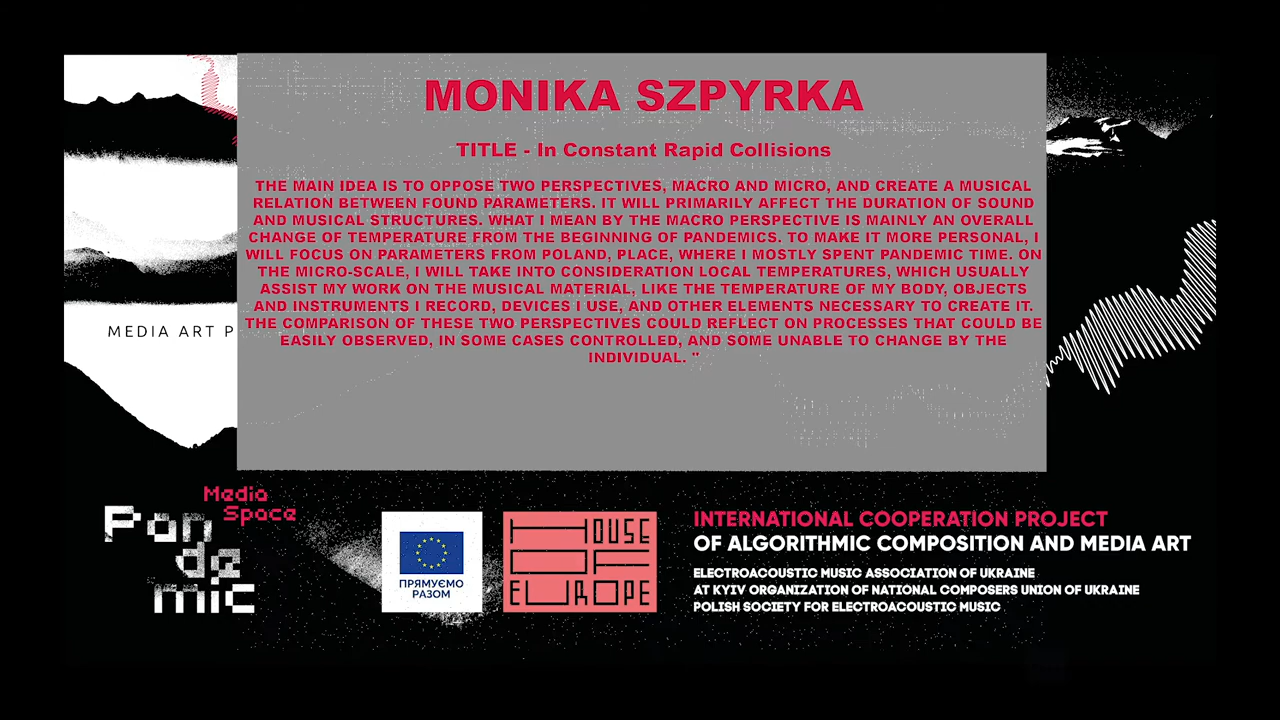 MONIKA SZPYRKA
TITLE - In Constant Rapid Collisions
THE MAIN IDEA IS TO OPPOSE TWO PERSPECTIVES, MACRO AND MICRO, AND CREATE A MUSICAL
RELATION BETWEEN FOUND PARAMETERS. IT WILL PRIMARILY AFFECT THE DURATION OF SOUND
AND MUSICAL STRUCTURES. WHAT I MEAN BY THE MACRO PERSPECTIVE IS MAINLY AN OVERALL
CHANGE OF TEMPERATURE FROM THE BEGINNING OF PANDEMICS. TO MAKE IT MORE PERSONAL, I
WILL FOCUS ON PARAMETERS FROM POLAND, PLACE, WHERE I MOSTLY SPENT PANDEMIC TIME. ON
THE MICRO-SCALE, I WILL TAKE INTO CONSIDERATION LOCAL TEMPERATURES, WHICH USUALLY
ASSIST MY WORK ON THE MUSICAL MATERIAL, LIKE THE TEMPERATURE OF MY BODY, OBJECTS
AND INSTRUMENTS I RECORD, DEVICES I USE, AND OTHER ELEMENTS NECESSARY TO CREATE IT.
THE COMPARISON OF THESE TWO PERSPECTIVES COULD REFLECT ON PROCESSES THAT COULD BE
EASILY OBSERVED, IN SOME CASES CONTROLLED, AND SOME UNABLE TO CHANGE BY THE
INDIVIDUAL. "
MEDIA ART P
Media
Space
Pan
de
mic
ПРЯМУЄМО
РАЗОМ
HOUSE
OF
EUROPE
INTERNATIONAL COOPERATION PROJECT
OF ALGORITHMIC COMPOSITION AND MEDIA ART
ELECTROACOUSTIC MUSIC ASSOCIATION OF UKRAINE
AT KYIV ORGANIZATION OF NATIONAL COMPOSERS UNION OF UKRAINE
POLISH SOCIETY FOR ELECTROACOUSTIC MUSIC